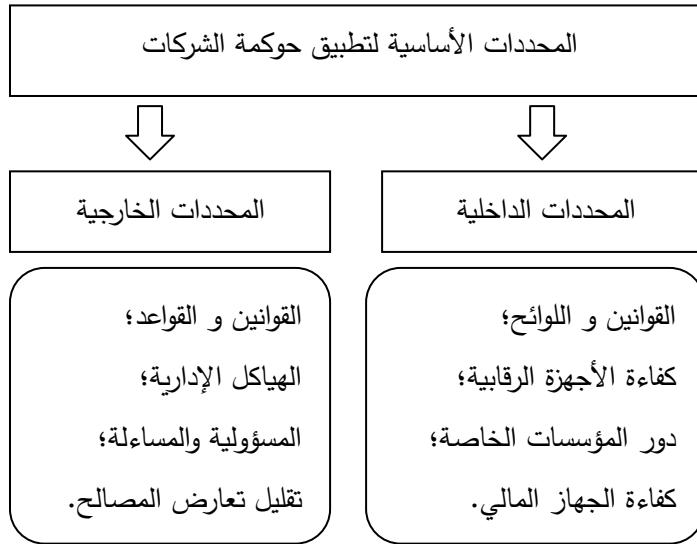 المحددات الأساسية لتطبيق حوكمة الشركات
المحددات الداخلية
المحددات الخارجية
القوانين و اللوائح؛
كفاءة الأجهزة الرقابية؛
دور المؤسسات الخاصة؛
كفاءة الجهاز المالي.
القوانين و القواعد؛
الهياكل الإدارية؛
المسؤولية والمساءلة؛
تقليل تعارض المصالح.